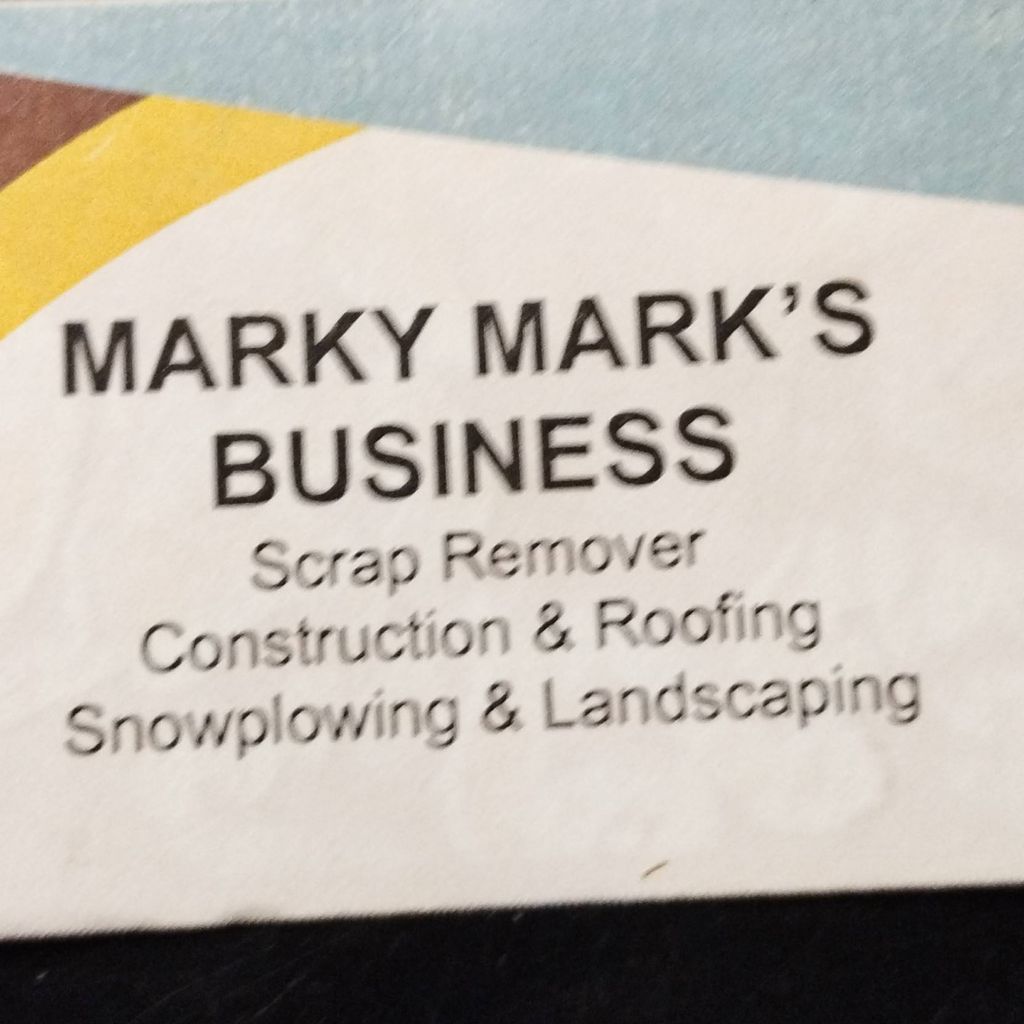 MARKY MARK'S
BUSINESS
Scrap Remover
Construction & Roofing
Snowplowing & Landscaping